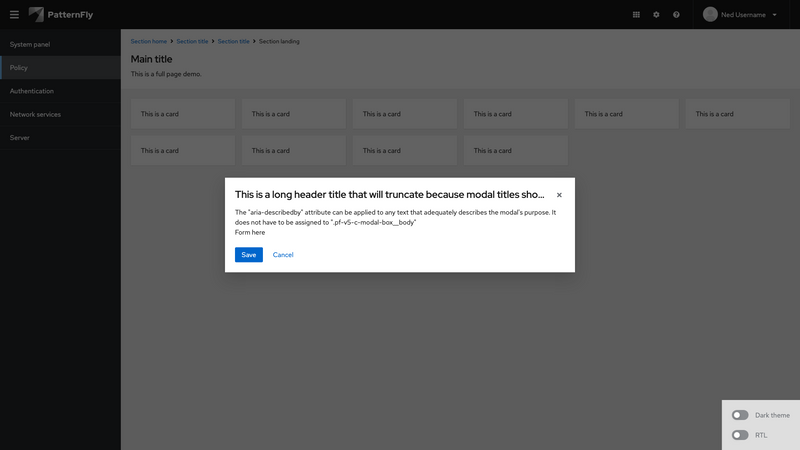 PatternFly
Ned Username
System panel
Policy
Authentication
Network services
Server
Section home > Section title > Section title > Section landing
Main title
This is a full page demo.
This is a card This is a card This is a card This is a card This is a card This is a card
This is a card This is a card This is a card This is a card
This is a long header title that will truncate because modal titles sho...
The "aria-describedby" attribute can be applied to any text that adequately describes the modal's purpose. It
does not have to be assigned to ".pf-v5-c-modal-box__body"
Form here
Save Cancel
Dark theme
RTL